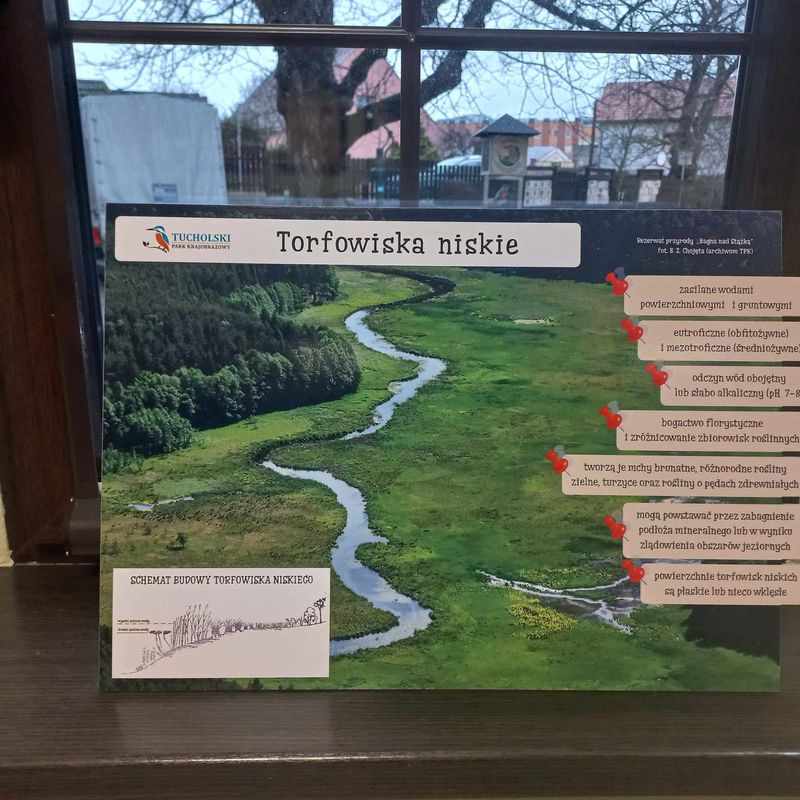 TUCHOLSKI
PARK KRAJOBRAZOWY
Torfowiska niskie
Rezerwat przyrody „Bagna nad Stążką”
fot. B. Z. Chojęta (archiwum TPK)
zasilane wodami
powierzchniowymi i gruntowymi
eutroficzne (obfitożywne)
i mezotroficzne (średniożywne)
odczyn wód obojętny
lub słabo alkaliczny (pH 7-8
bogactwo florystyczne
i zróżnicowanie zbiorowisk roślinnych
tworzą je mchy brunatne, różnorodne rośliny
zielne, turzyce oraz rośliny o pędach zdrewniałych
mogą powstawać przez zabagnienie
podłoża mineralnego lub w wyniku
zlądowienia obszarów jeziornych
powierzchnie torfowisk niskich
są płaskie lub nieco wklęsłe
SCHEMAT BUDOWY TORFOWISKA NISKIEGO